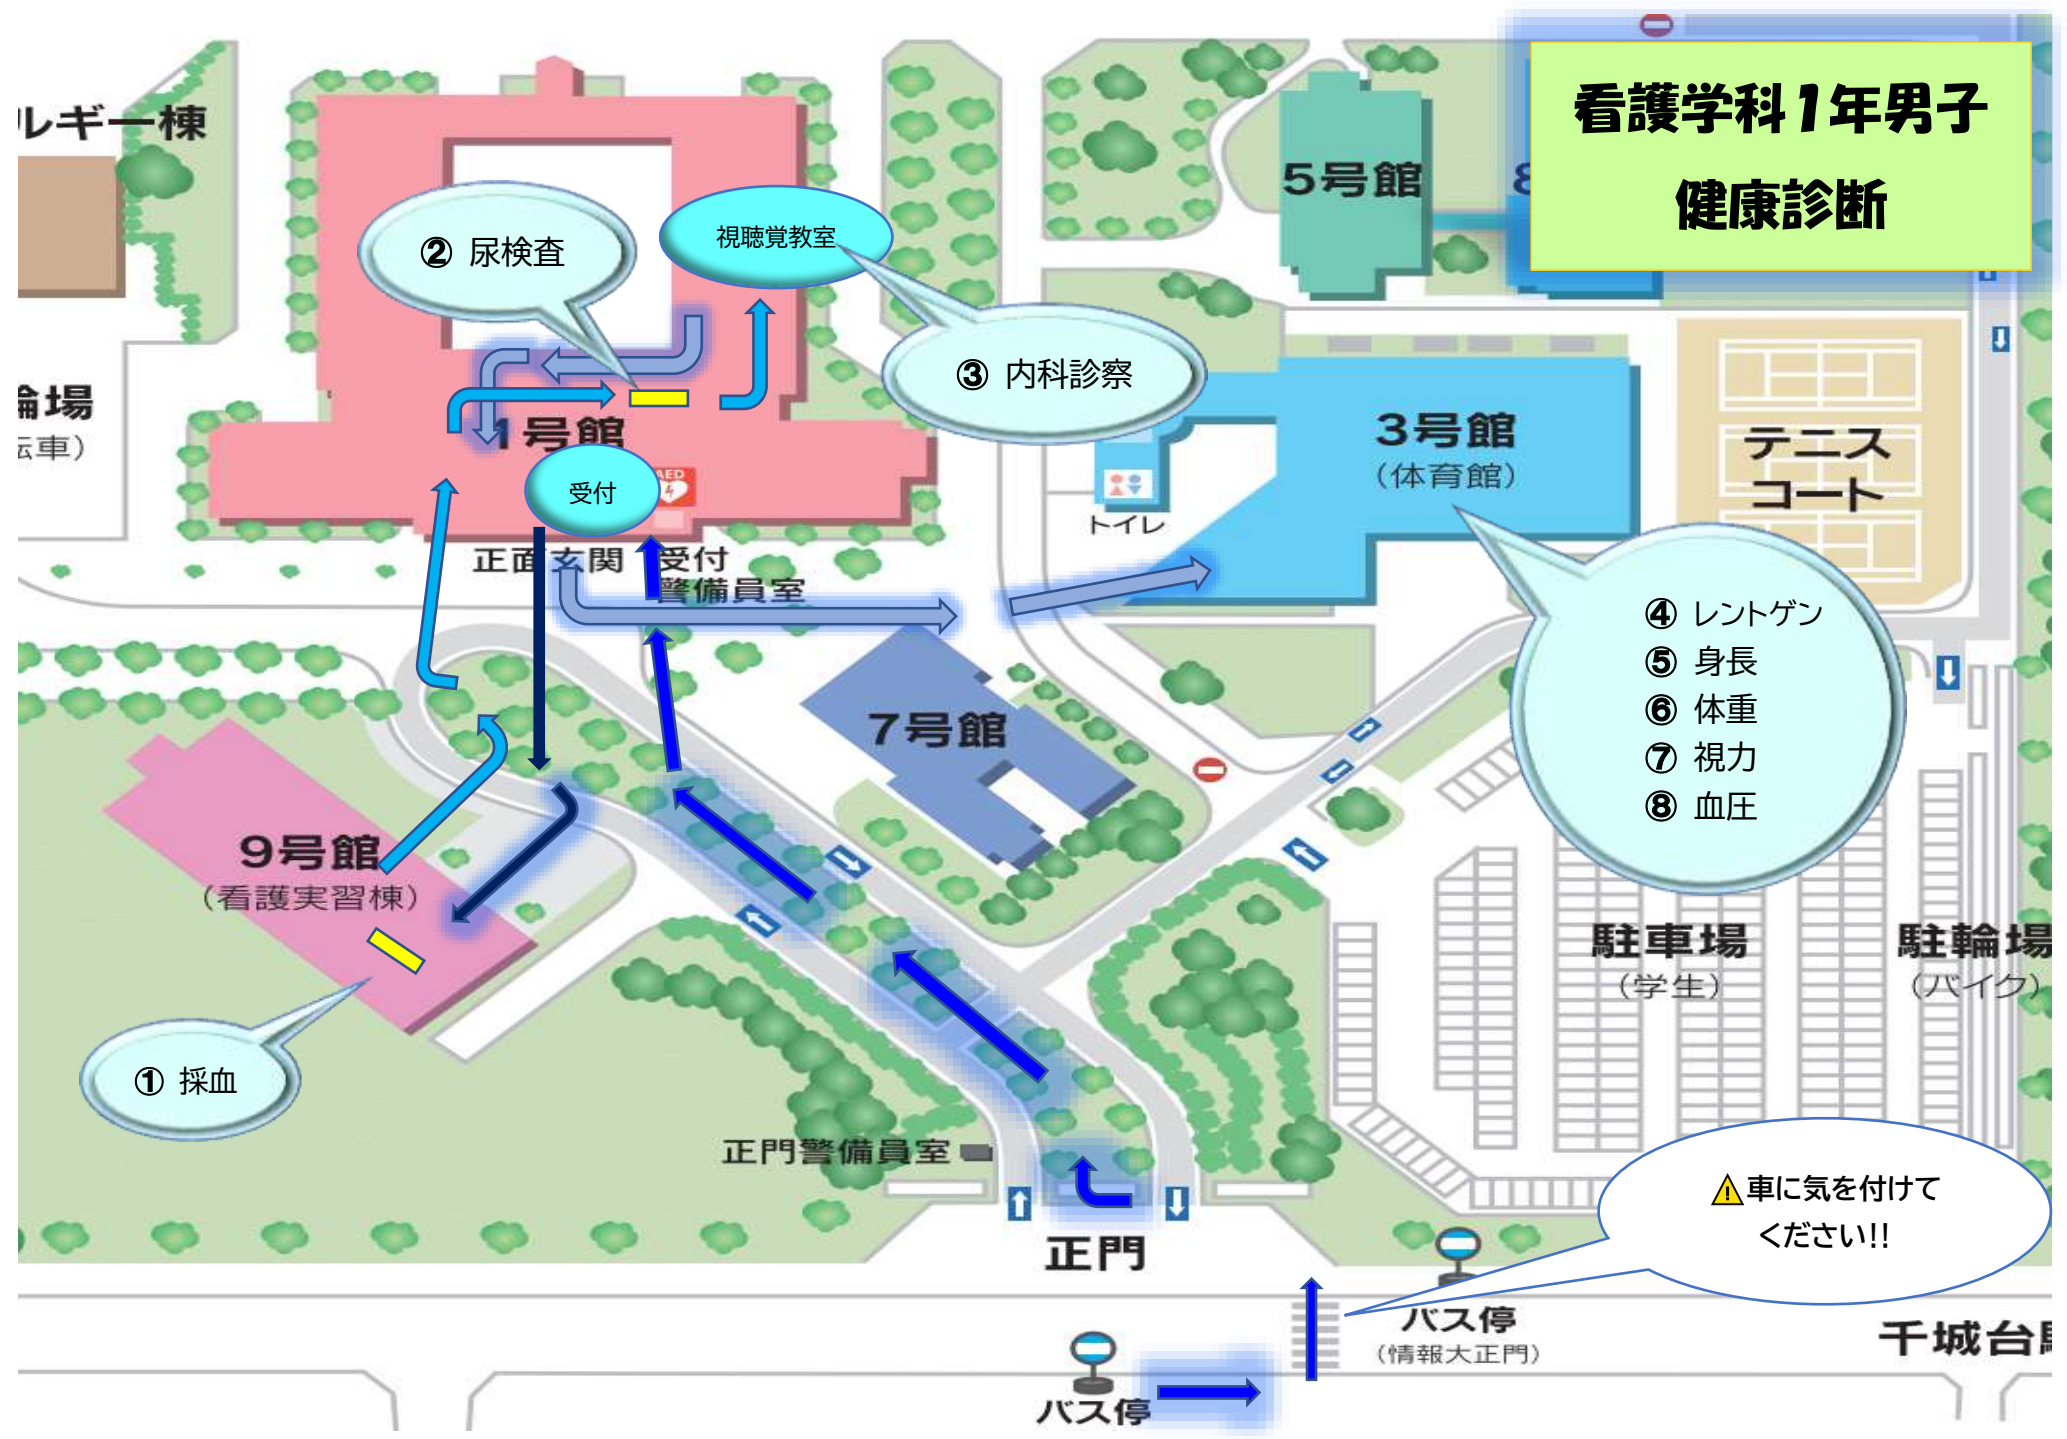 看護学科1年男子
健康診断
ルギー棟
5号館
② 尿検査
視聴覚教室
③ 内科診察
輪場
転車）
1号館
AED
受付
3号館
（体育館）
テニス
コート
トイレ
正面玄関
受付
警備員室
④ レントゲン
⑤ 身長
⑥ 体重
⑦ 視力
⑧ 血圧
7号館
9号館
（看護実習棟）
駐車場
（学生）
駐輪場
（バイク）
① 採血
正門警備員室
⚠車に気を付けて
ください!!
正門
バス停
（情報大正門）
千城台
バス停